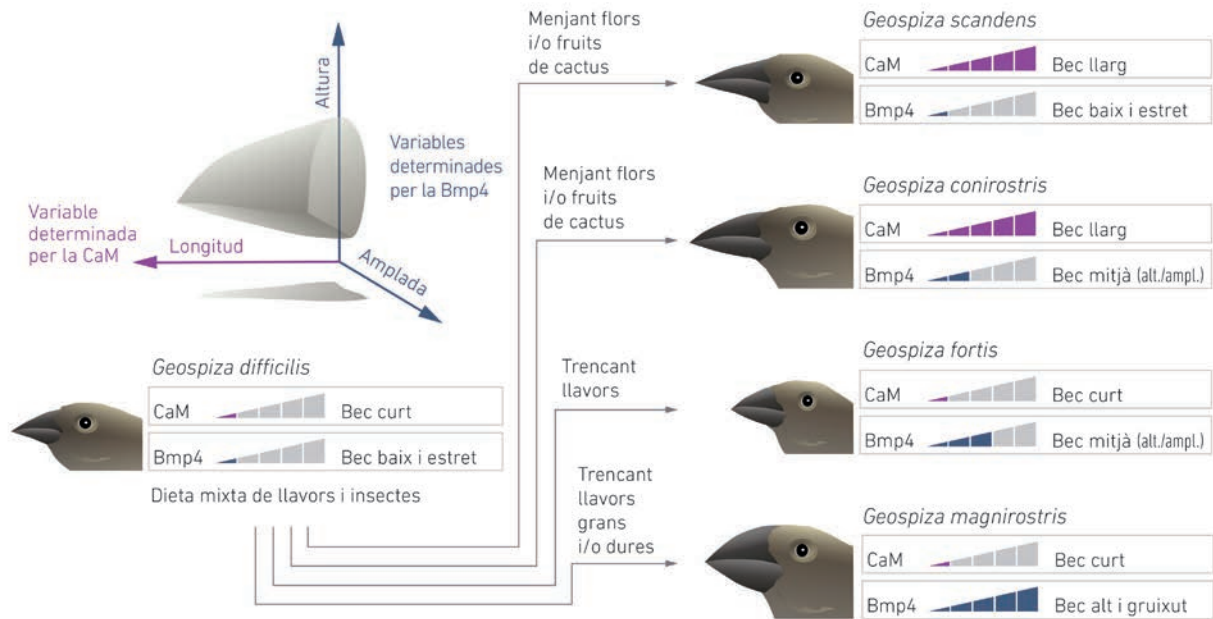 Altura
Variables
determinades
per la Bmp4
Variable
determinada
per la CaM
Longitud
Amplada
Geospiza difficilis
CaM
Bec curt
Bmp4
Bec baix i estret
Dieta mixta de llavors i insectes
Menjant flors
i/o fruits
de cactus
Geospiza scandens
CaM
Bec llarg
Bmp4
Bec baix i estret
Menjant flors
i/o fruits
de cactus
Geospiza conirostris
CaM
Bec llarg
Bmp4
Bec mitjà (alt./ampl.)
Trencant
llavors
Geospiza fortis
CaM
Bec curt
Bmp4
Bec mitjà (alt./ampl.)
Trencant
llavors
grans
i/o dures
Geospiza magnirostris
CaM
Bec curt
Bmp4
Bec alt i gruixut